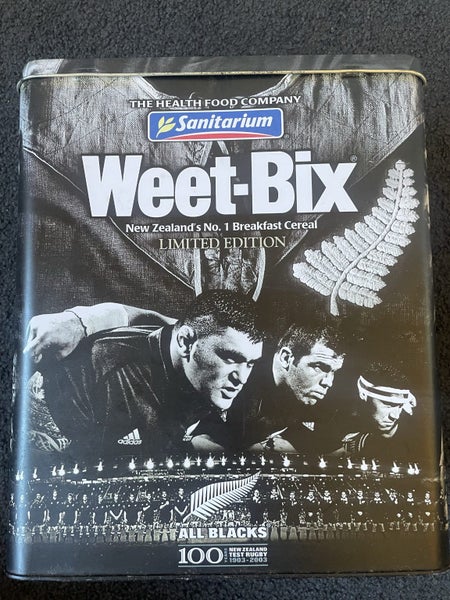 THE HEALTH FOOD COMPANY
Sanitarium
Weet-Bix®
New Zealand's No. 1 Breakfast Cereal
LIMITED EDITION
adidas
ALL BLACKS
100 YEARS NEW ZEALAND
TEST RUGBY
1903-2003